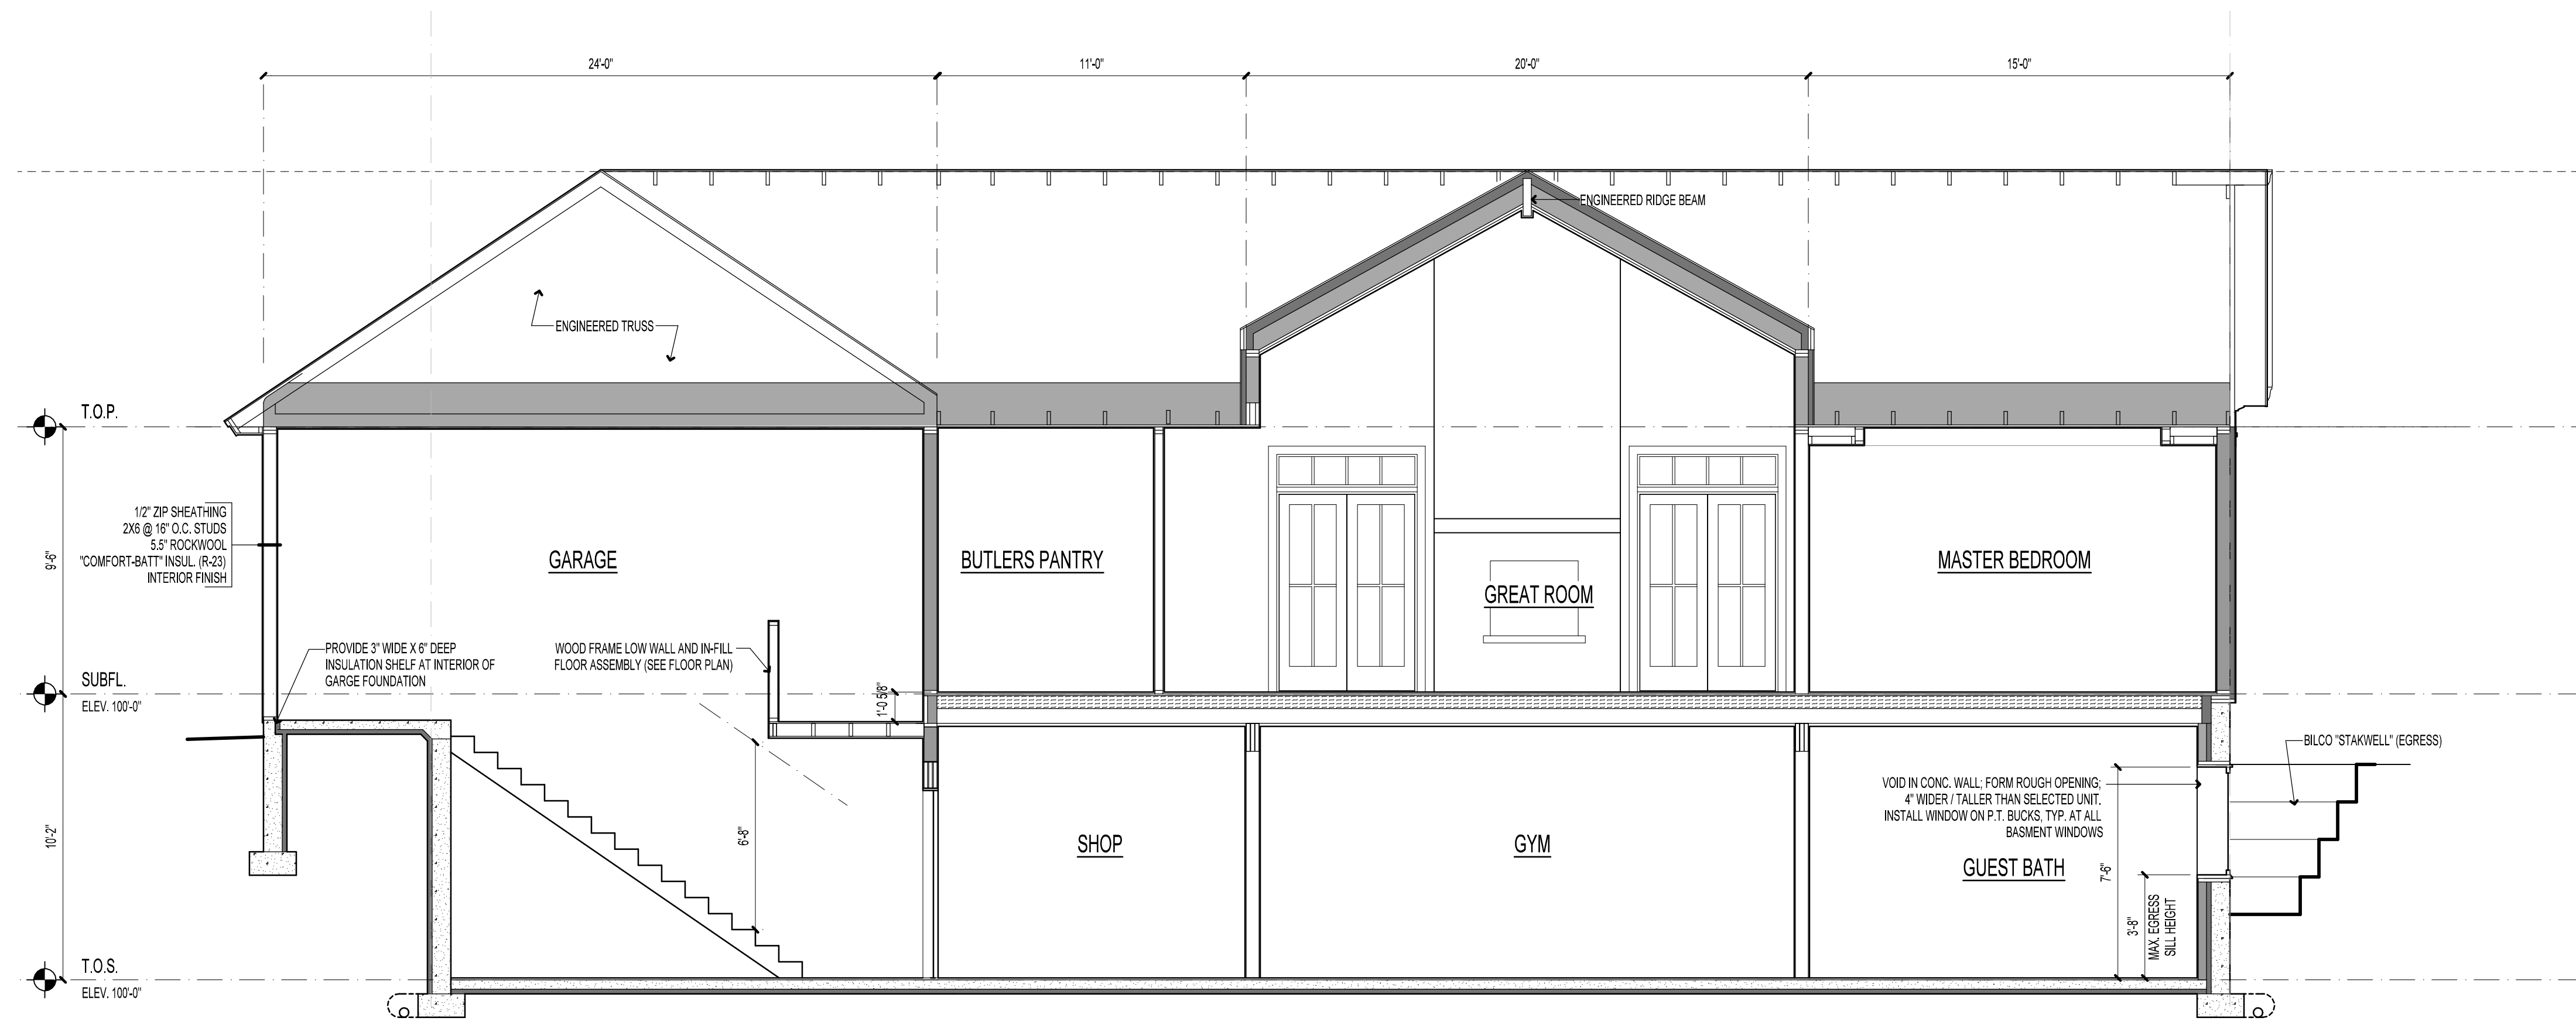 24'-0"
11'-0"
20'-0"
15'-0"
ENGINEERED RIDGE BEAM
ENGINEERED TRUSS
T.O.P.
1/2" ZIP SHEATHING
2X6 @ 16" O.C. STUDS
5.5" ROCKWOOL
"COMFORT-BATT" INSUL. (R-23)
INTERIOR FINISH
9'-6"
GARAGE
BUTLERS PANTRY
GREAT ROOM
MASTER BEDROOM
PROVIDE 3" WIDE X 6" DEEP
INSULATION SHELF AT INTERIOR OF
GARGE FOUNDATION
WOOD FRAME LOW WALL AND IN-FILL
FLOOR ASSEMBLY (SEE FLOOR PLAN)
SUBFL.
ELEV. 100'-0"
1'-0 5/8"
BILCO "STAKWELL" (EGRESS)
VOID IN CONC. WALL; FORM ROUGH OPENING;
4" WIDER / TALLER THAN SELECTED UNIT.
INSTALL WINDOW ON P.T. BUCKS, TYP. AT ALL
BASMENT WINDOWS
10'-2"
6'-8"
SHOP
GYM
GUEST BATH
7'-6"
3'-8"
MAX. EGRESS
SILL HEIGHT
T.O.S.
ELEV. 100'-0"